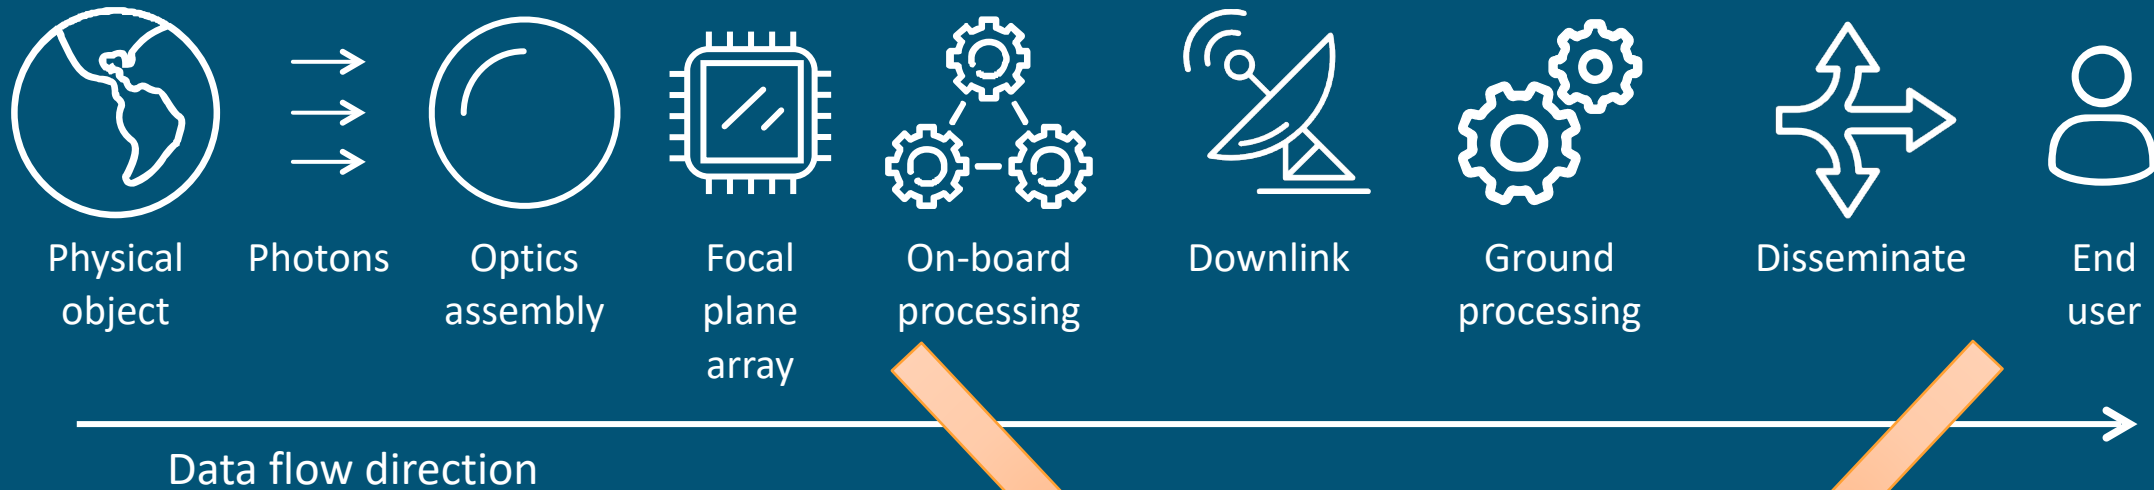 Physical
object
Photons
Optics
assembly
Focal
plane
array
On-board
processing
Downlink
Ground
processing
Disseminate
End
user
Data flow direction